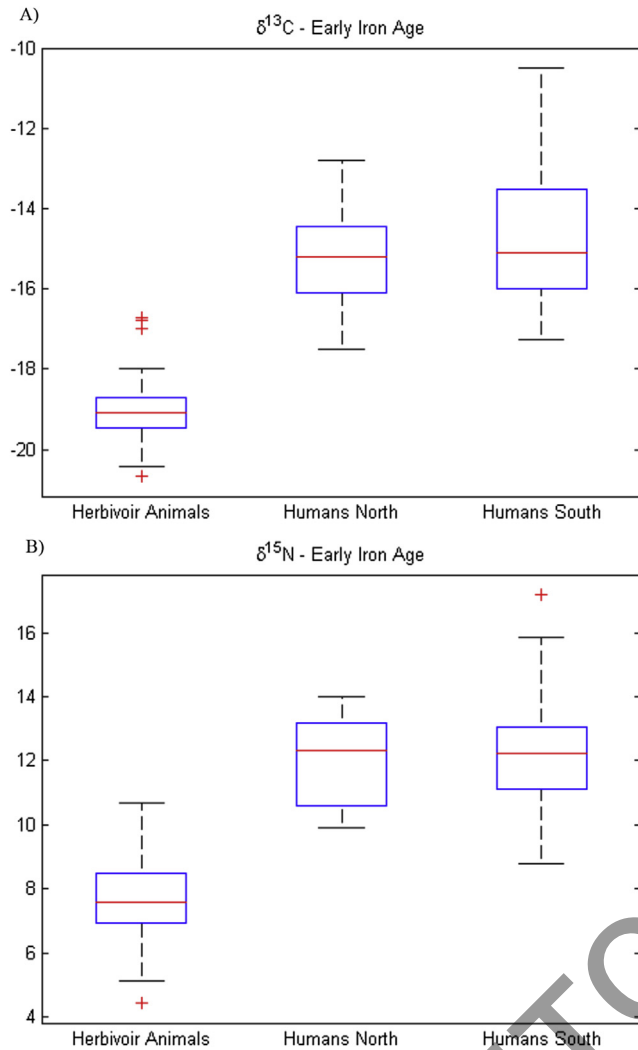 A)
δ13C - Early Iron Age
-10
-12
-14
-16
-18
-20
Herbivoir Animals Humans North Humans South
B)
δ15N - Early Iron Age
16
14
12
10
8
6
4
Herbivoir Animals Humans North Humans South